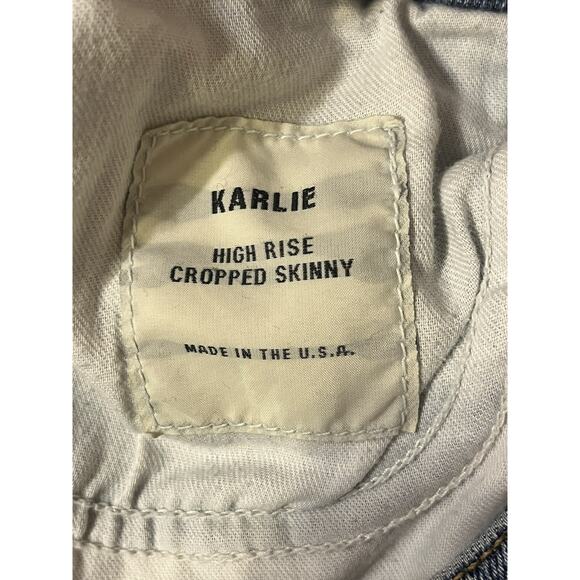 KARLIE
HIGH RISE
CROPPED SKINNY
MADE IN THE U.S.A.